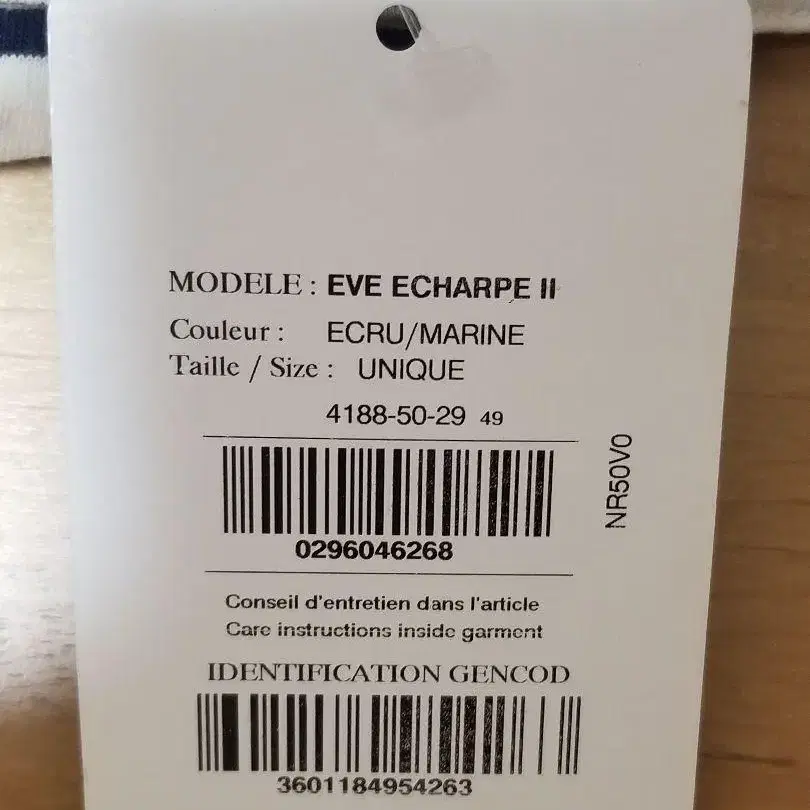 MODELE : EVE ECHARPE II
Couleur : ECRU/MARINE
Taille / Size : UNIQUE
4188-50-29 49
NR50V0
0296046268
Conseil d'entretien dans l'article
Care instructions inside garment
IDENTIFICATION GENCOD
3601184954263